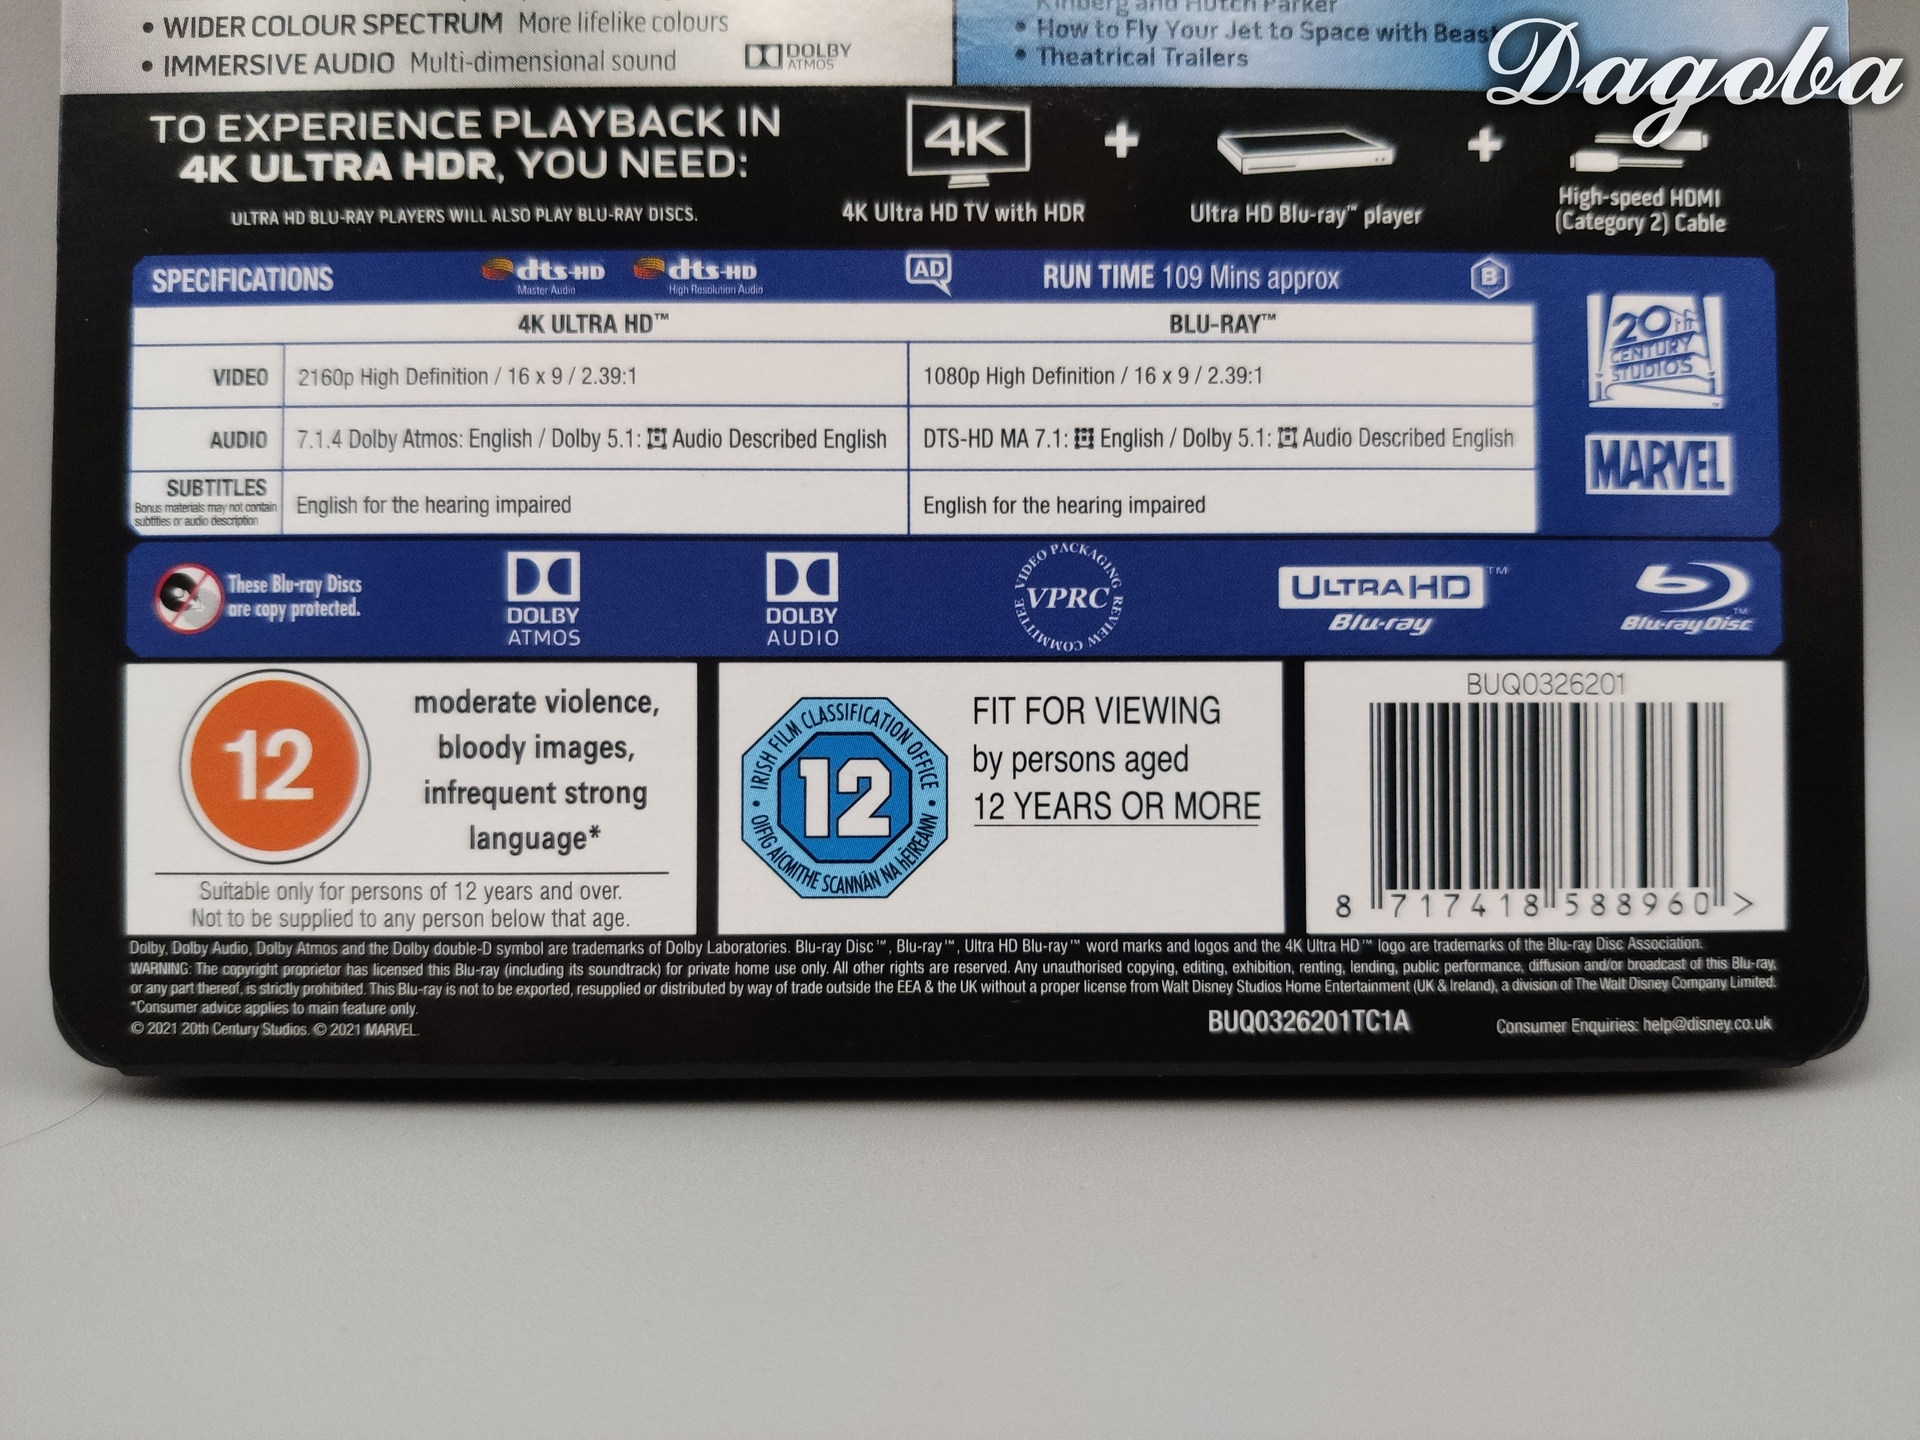 • WIDER COLOUR SPECTRUM More lifelike colours
• IMMERSIVE AUDIO Multi-dimensional sound
DOLBY
ATMOS
Kinberg and Hutch Parker
• How to Fly Your Jet to Space with Beast
• Theatrical Trailers
Dagoba
TO EXPERIENCE PLAYBACK IN
4K ULTRA HDR, YOU NEED:
ULTRA HD BLU-RAY PLAYERS WILL ALSO PLAY BLU-RAY DISCS.
4K
+
+
4K Ultra HD TV with HDR
Ultra HD Blu-ray™ player
High-speed HDMI
(Category 2) Cable
SPECIFICATIONS
dts-HD
Master Audio
dts-HD
High Resolution Audio
AD
RUN TIME 109 Mins approx
B
4K ULTRA HD™
BLU-RAY™
VIDEO
2160p High Definition / 16 x 9 / 2.39:1
1080p High Definition / 16 x 9 / 2.39:1
AUDIO
7.1.4 Dolby Atmos: English / Dolby 5.1: Audio Described English
DTS-HD MA 7.1: English / Dolby 5.1: Audio Described English
SUBTITLES
Bonus materials may not contain
subtitles or audio description
English for the hearing impaired
English for the hearing impaired
20th
CENTURY
STUDIOS
MARVEL
These Blu-ray Discs
are copy protected.
DOLBY
ATMOS
DOLBY
AUDIO
VIDEO PACKAGING REVIEW COMMITTEE
VPRC
ULTRA HD™
Blu-ray
Blu-ray Disc™
12
moderate violence,
bloody images,
infrequent strong
language*
Suitable only for persons of 12 years and over.
Not to be supplied to any person below that age.
• IRISH FILM CLASSIFICATION OFFICE •
12
OIFIG AICMITHE SCANNÁN NA hÉIREANN
FIT FOR VIEWING
by persons aged
12 YEARS OR MORE
BUQ0326201
8 717418 588960 >
Dolby, Dolby Audio, Dolby Atmos and the Dolby double-D symbol are trademarks of Dolby Laboratories. Blu-ray Disc™, Blu-ray™, Ultra HD Blu-ray™ word marks and logos and the 4K Ultra HD™ logo are trademarks of the Blu-ray Disc Association.
WARNING: The copyright proprietor has licensed this Blu-ray (including its soundtrack) for private home use only. All other rights are reserved. Any unauthorised copying, editing, exhibition, renting, lending, public performance, diffusion and/or broadcast of this Blu-ray,
or any part thereof, is strictly prohibited. This Blu-ray is not to be exported, resupplied or distributed by way of trade outside the EEA & the UK without a proper license from Walt Disney Studios Home Entertainment (UK & Ireland), a division of The Walt Disney Company Limited.
*Consumer advice applies to main feature only.
© 2021 20th Century Studios. © 2021 MARVEL.
BUQ0326201TC1A
Consumer Enquiries: help@disney.co.uk